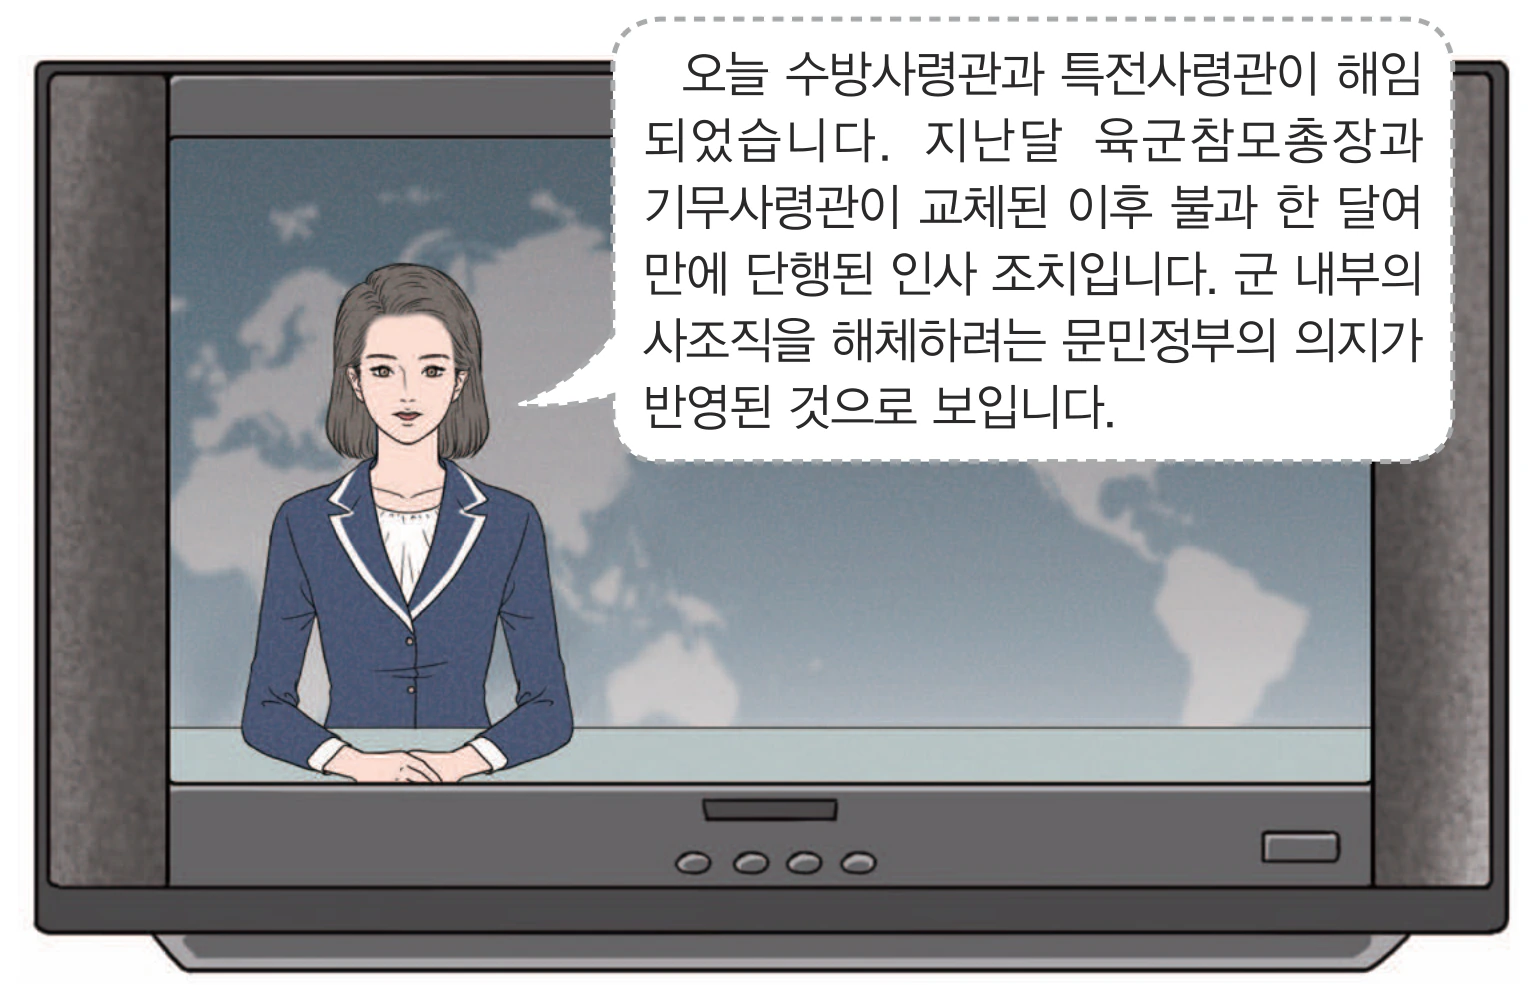 오늘 수방사령관과 특전사령관이 해임
되었습니다. 지난달 육군참모총장과
기무사령관이 교체된 이후 불과 한 달여
만에 단행된 인사 조치입니다. 군 내부의
사조직을 해체하려는 문민정부의 의지가
반영된 것으로 보입니다.